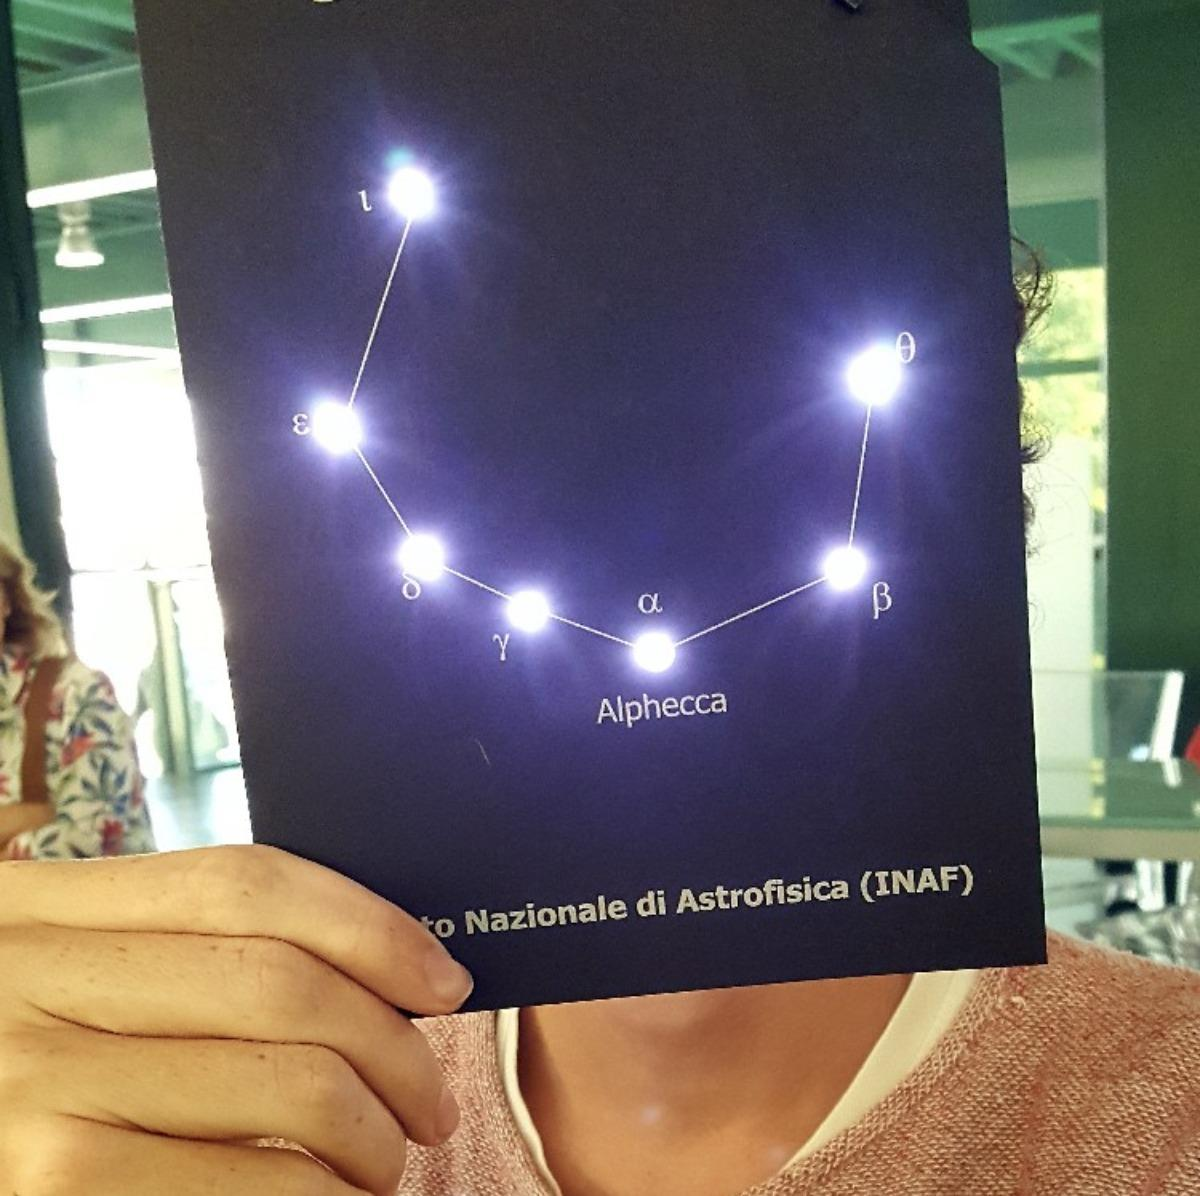 ι
θ
ε
δ
α
β
γ
Alphecca
to Nazionale di Astrofisica (INAF)